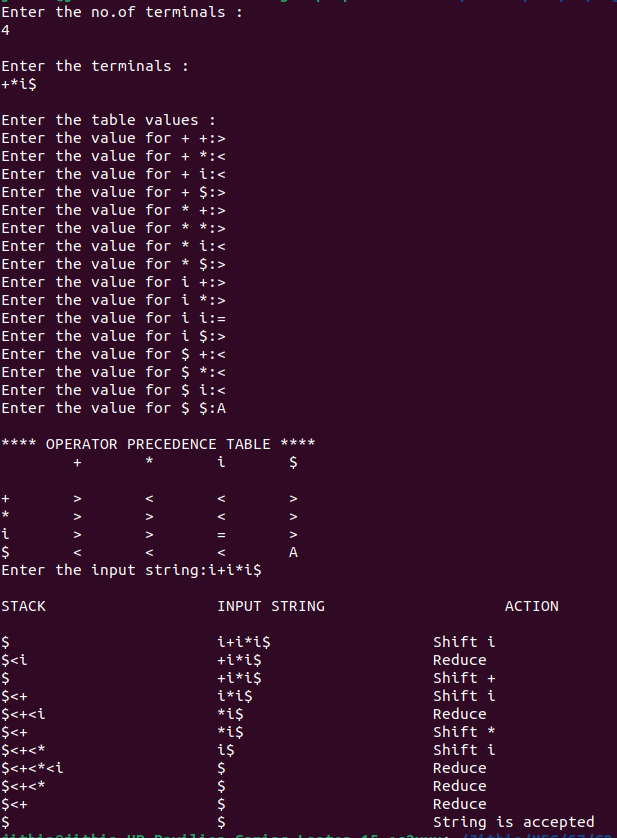 Enter the no.of terminals :
4
Enter the terminals :
+*i$
Enter the table values :
Enter the value for + +:>
Enter the value for + *:<
Enter the value for + i:<
Enter the value for + $:>
Enter the value for * +:>
Enter the value for * *:>
Enter the value for * i:<
Enter the value for * $:>
Enter the value for i +:>
Enter the value for i *:>
Enter the value for i i:=
Enter the value for i $:>
Enter the value for $ +:<
Enter the value for $ *:<
Enter the value for $ i:<
Enter the value for $ $:A
**** OPERATOR PRECEDENCE TABLE ****
+ * i $
+ > < < >
* > > < >
i > > = >
$ < < < A
Enter the input string:i+i*i$
STACK INPUT STRING ACTION
$ i+i*i$ Shift i
$<i +i*i$ Reduce
$ +i*i$ Shift +
$<+ i*i$ Shift i
$<+<i *i$ Reduce
$<+ *i$ Shift *
$<+<* i$ Shift i
$<+<*<i $ Reduce
$<+<* $ Reduce
$<+ $ Reduce
$ $ String is accepted